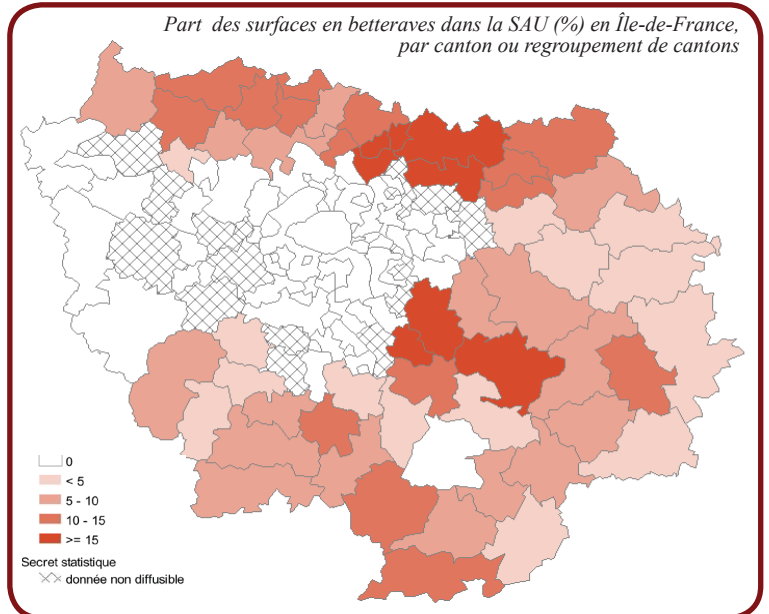 Part des surfaces en betteraves dans la SAU (%) en Île-de-France,
par canton ou regroupement de cantons
0
< 5
5 - 10
10 - 15
>= 15
Secret statistique
donnée non diffusible